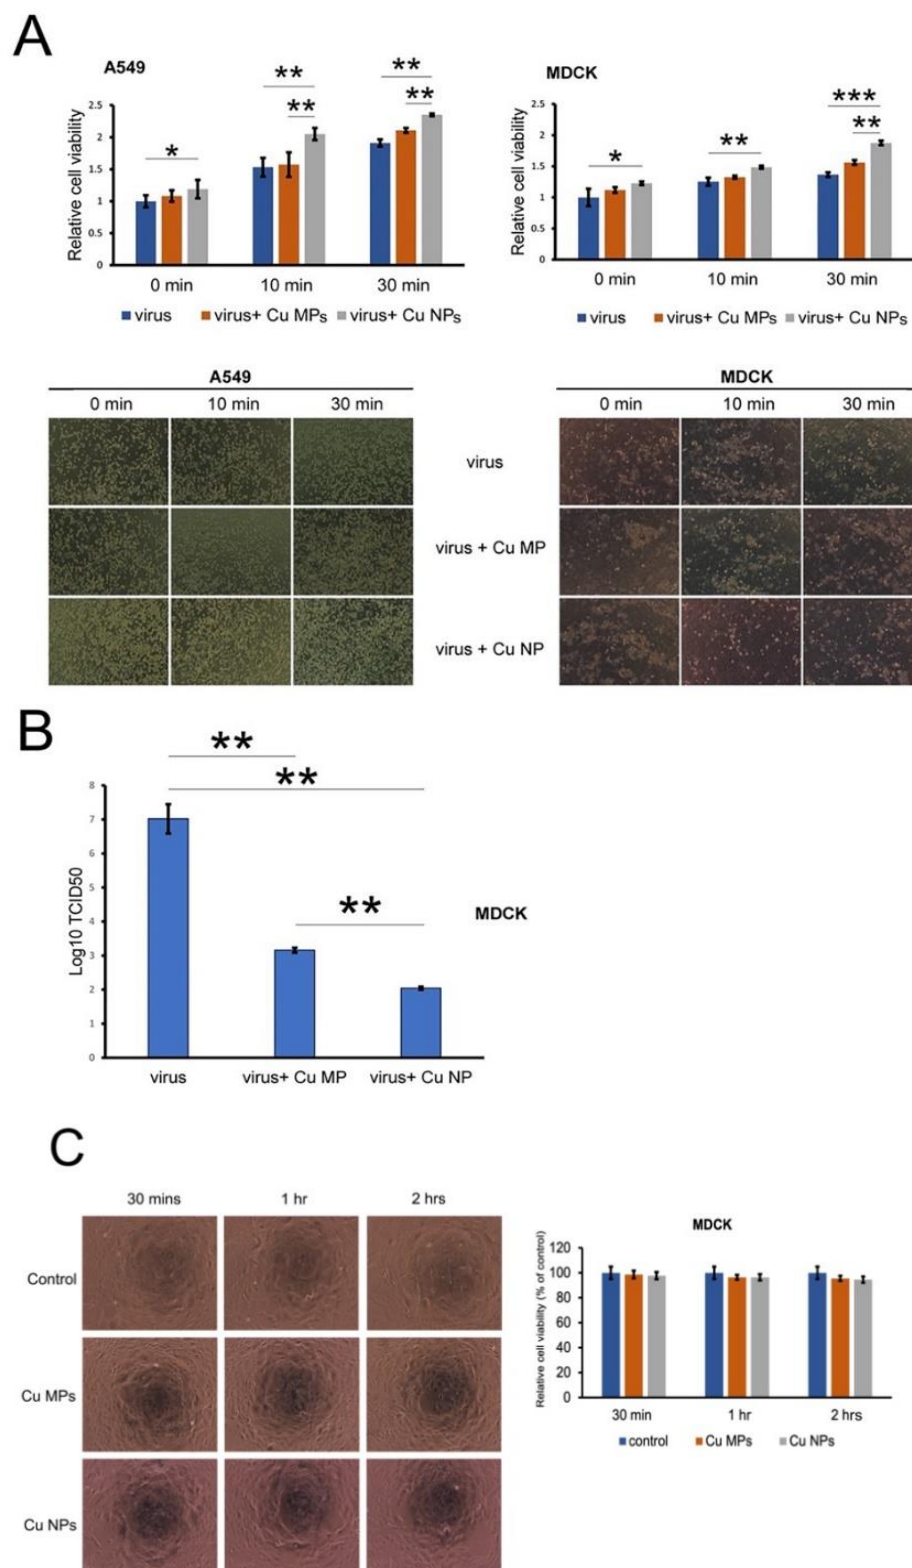 A
A549
**
**
*
**
**
Relative cell viability
2.5
2
1.5
1
0.5
0
0 min
10 min
30 min
virus
virus+ Cu MPs
virus+ Cu NPs
MDCK
***
**
**
*
Relative cell viability
2.5
2
1.5
1
0.5
0
0 min
10 min
30 min
virus
virus+ Cu MPs
virus+ Cu NPs
A549
0 min 10 min 30 min
MDCK
0 min 10 min 30 min
virus
virus + Cu MP
virus + Cu NP
B
**
**
**
MDCK
Log10 TCID50
8
7
6
5
4
3
2
1
0
virus
virus+ Cu MP
virus+ Cu NP
C
30 mins 1 hr 2 hrs
Control
Cu MPs
Cu NPs
MDCK
Relative cell viability (% of control)
120
100
80
60
40
20
0
30 min
1 hr
2 hrs
control
Cu MPs
Cu NPs